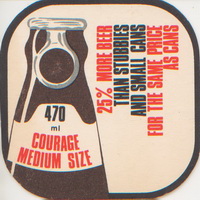 470
ml
COURAGE
MEDIUM SIZE
25% MORE BEER
THAN STUBBIES
AND SMALL CANS
FOR THE SAME PRICE
AS CANS